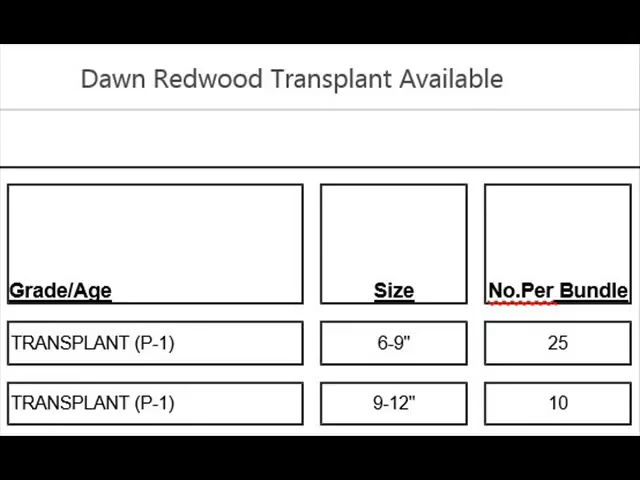 Dawn Redwood Transplant Available
Grade/Age Size No.Per Bundle
TRANSPLANT (P-1) 6-9" 25
TRANSPLANT (P-1) 9-12" 10